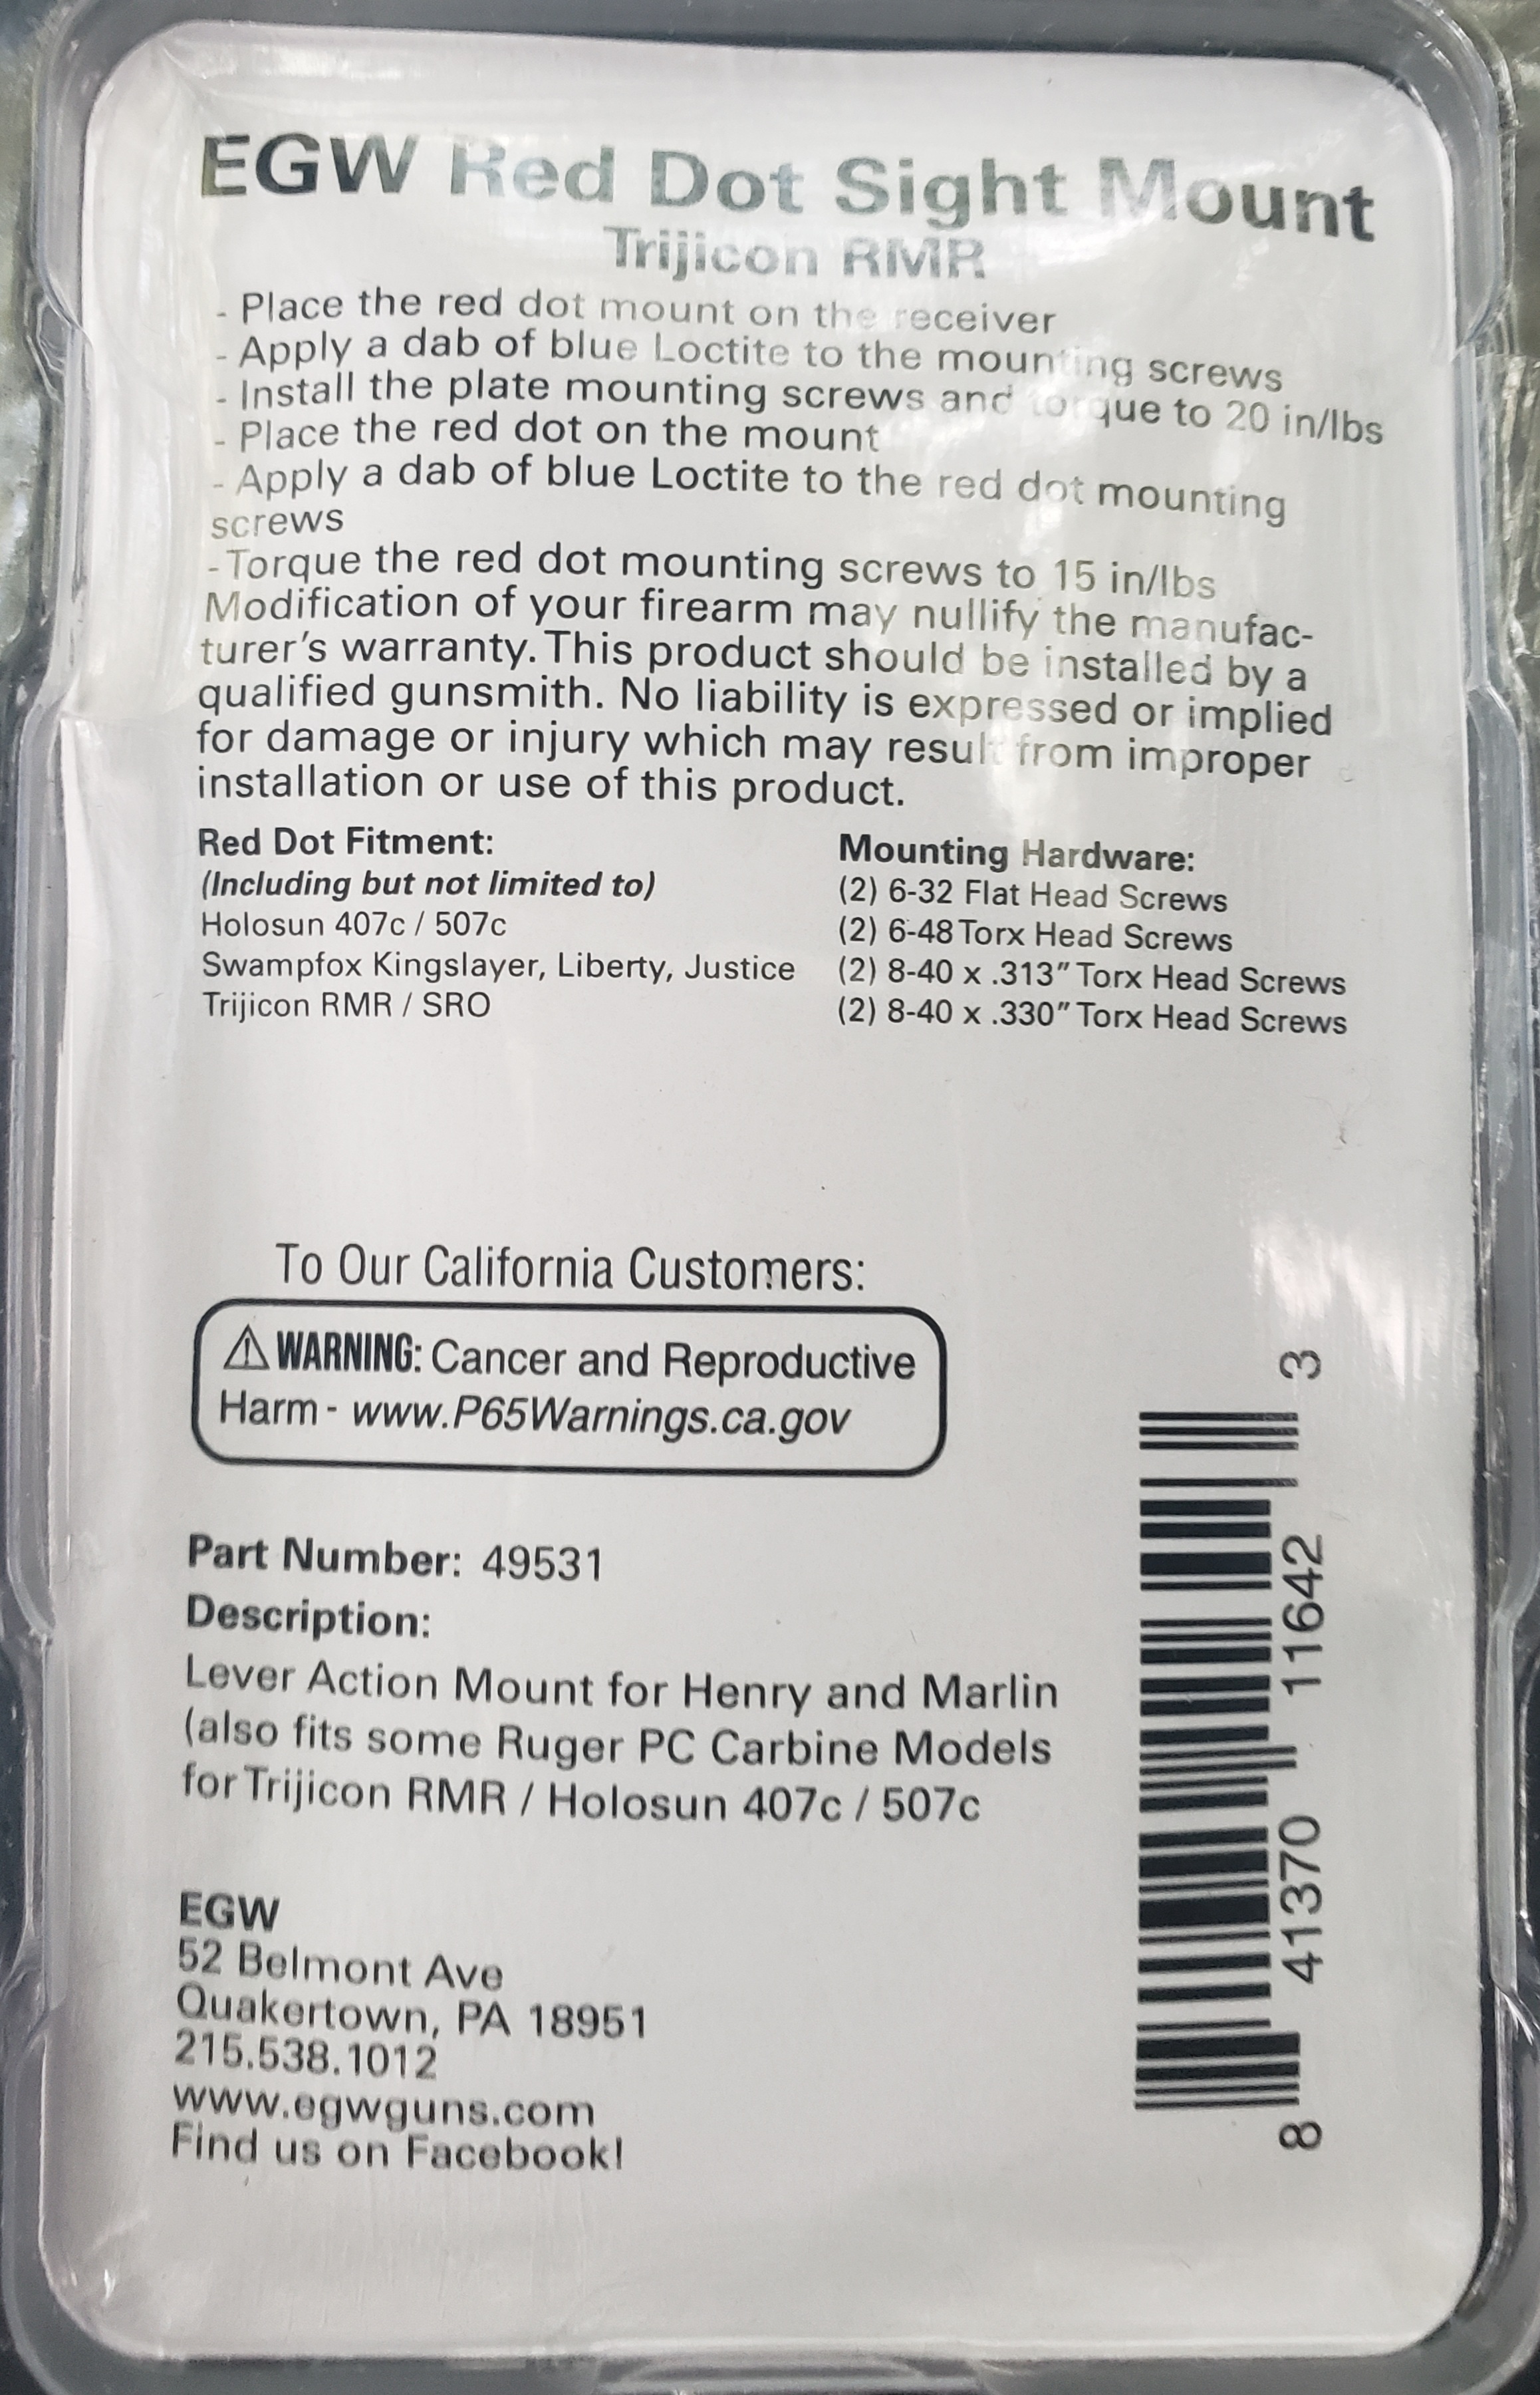 EGW Red Dot Sight Mount
Trijicon RMR
- Place the red dot mount on the receiver
- Apply a dab of blue Loctite to the mounting screws
- Install the plate mounting screws and torque to 20 in/lbs
- Place the red dot on the mount
- Apply a dab of blue Loctite to the red dot mounting
screws
-Torque the red dot mounting screws to 15 in/lbs
Modification of your firearm may nullify the manufac-
turer's warranty. This product should be installed by a
qualified gunsmith. No liability is expressed or implied
for damage or injury which may result from improper
installation or use of this product.
Red Dot Fitment:
(Including but not limited to)
Holosun 407c / 507c
Swampfox Kingslayer, Liberty, Justice
Trijicon RMR / SRO
Mounting Hardware:
(2) 6-32 Flat Head Screws
(2) 6-48 Torx Head Screws
(2) 8-40 x .313" Torx Head Screws
(2) 8-40 x .330" Torx Head Screws
To Our California Customers:
⚠ WARNING: Cancer and Reproductive
Harm - www.P65Warnings.ca.gov
Part Number: 49531
Description:
Lever Action Mount for Henry and Marlin
(also fits some Ruger PC Carbine Models
for Trijicon RMR / Holosun 407c / 507c
EGW
52 Belmont Ave
Quakertown, PA 18951
215.538.1012
www.egwguns.com
Find us on Facebook!
8 41370 11642 3